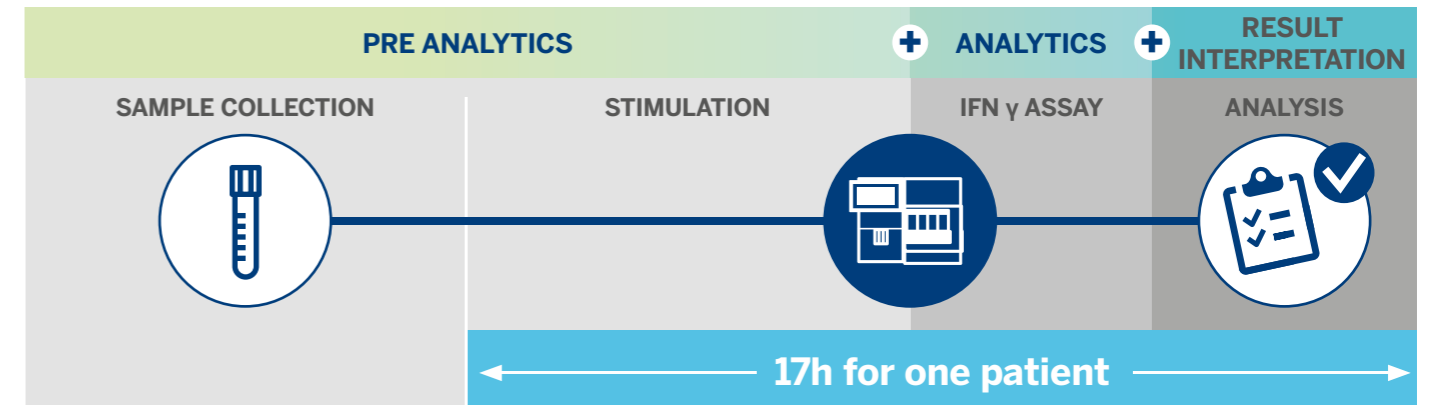 PRE ANALYTICS
+
ANALYTICS
+
RESULT
INTERPRETATION
SAMPLE COLLECTION
STIMULATION
IFN γ ASSAY
ANALYSIS
17h for one patient